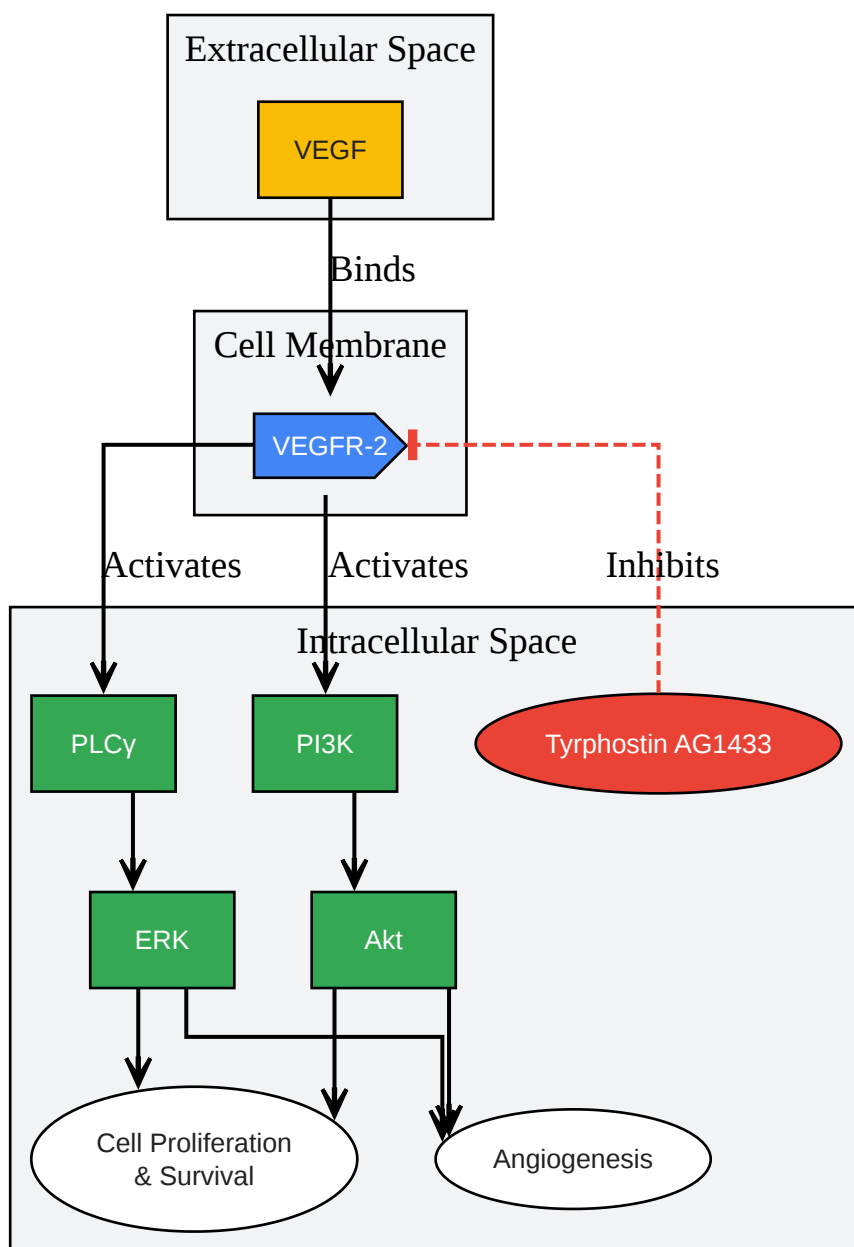 Extracellular Space
VEGF
Binds
Cell Membrane
VEGFR-2
Activates
Activates
Inhibits
Intracellular Space
PLCγ
PI3K
Tyrphostin AG1433
ERK
Akt
Cell Proliferation
& Survival
Angiogenesis